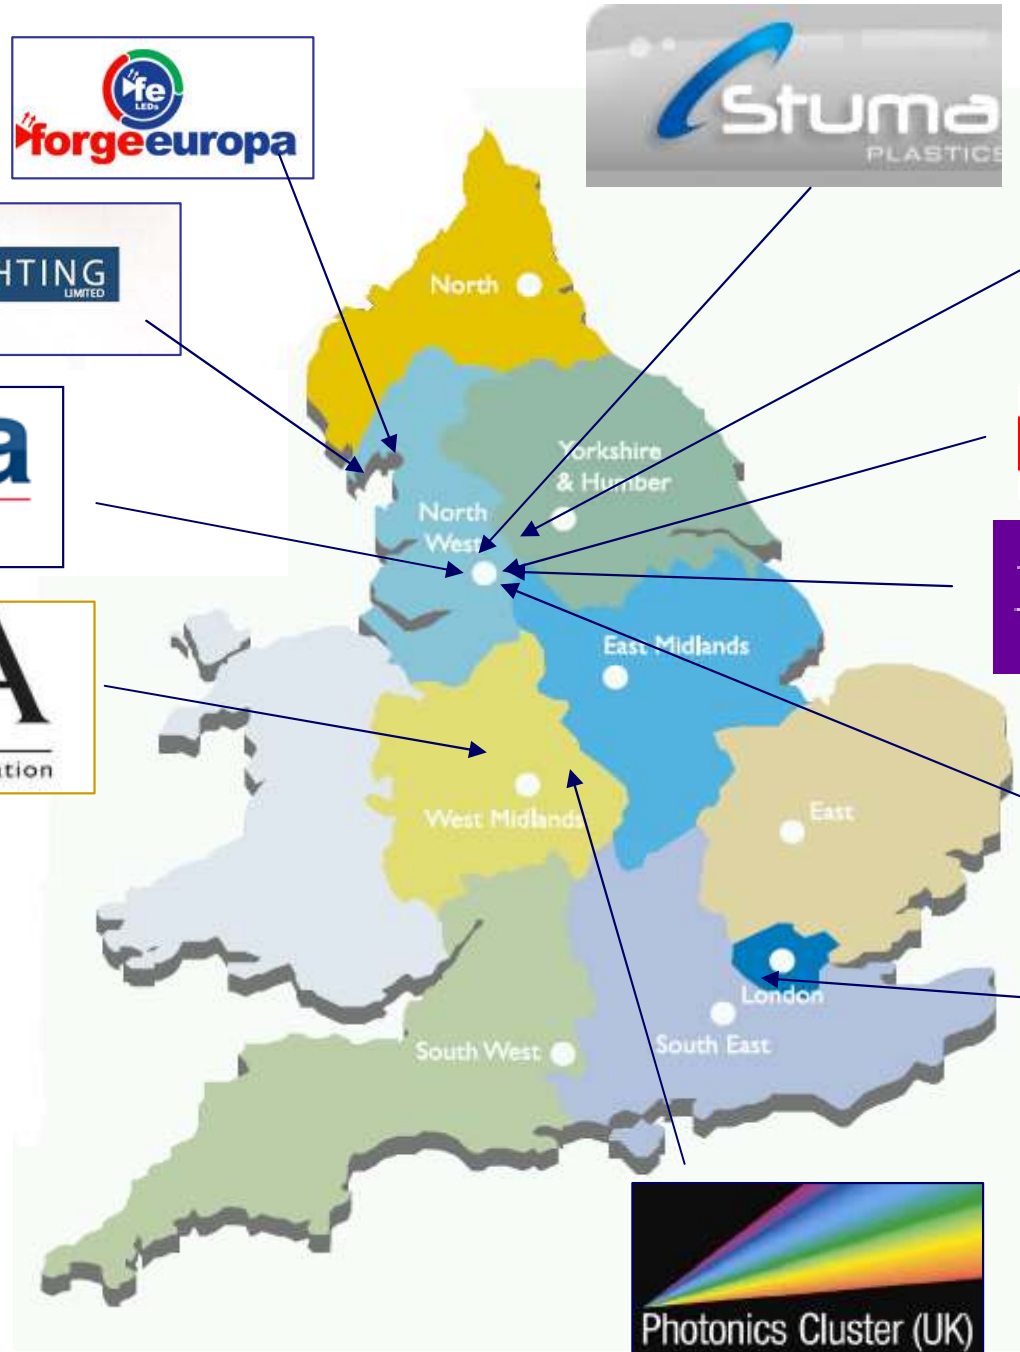 fe
LEDs
forgeeuropa
Stuma
PLASTICS
HTING
LIMITED
North
a
Yorkshire
& Humber
North
West
A
ation
East Midlands
East
West Midlands
London
South West
South East
Photonics Cluster (UK)